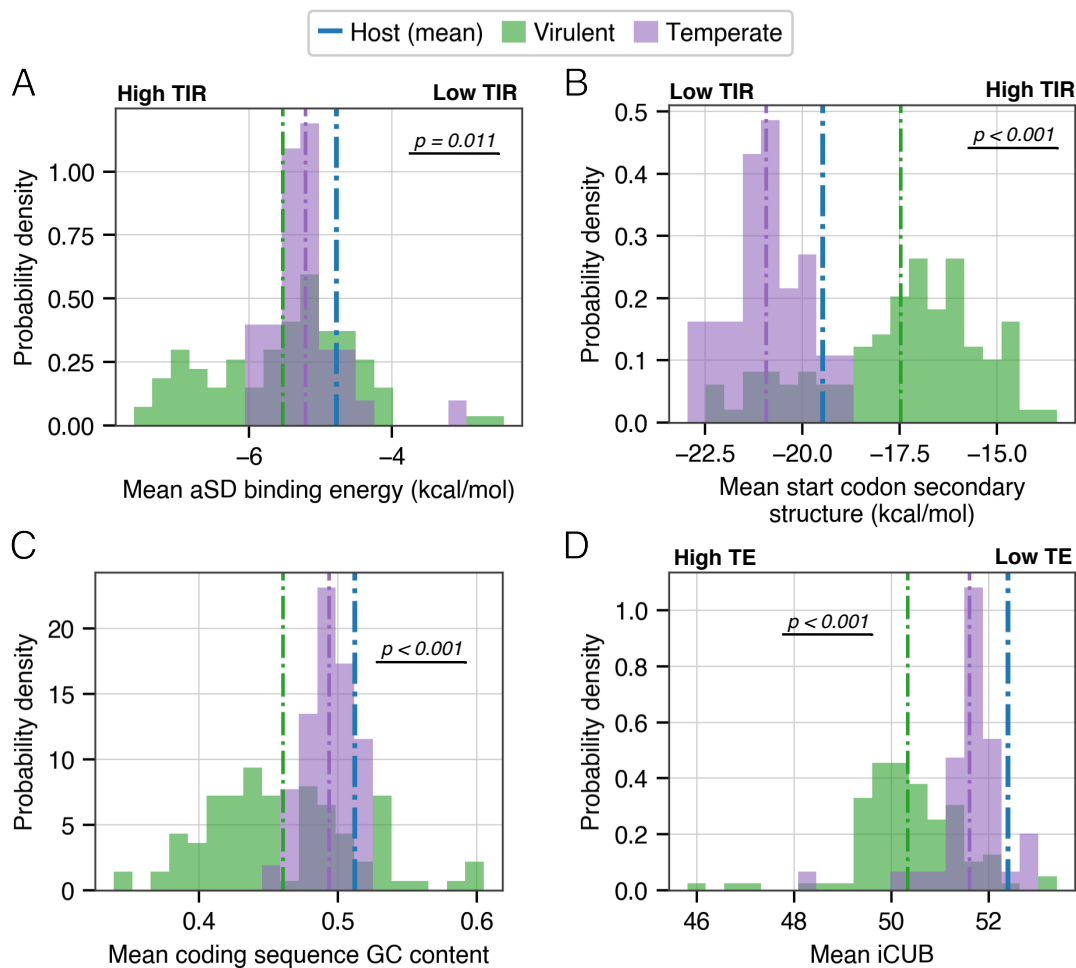 Host (mean) Virulent Temperate
A
High TIR Low TIR
p = 0.011
Probability density
1.00
0.75
0.50
0.25
0.00
−6 −4
Mean aSD binding energy (kcal/mol)
B
Low TIR High TIR
p < 0.001
Probability density
0.5
0.4
0.3
0.2
0.1
0.0
−22.5 −20.0 −17.5 −15.0
Mean start codon secondary
structure (kcal/mol)
C
p < 0.001
Probability density
20
15
10
5
0
0.4 0.5 0.6
Mean coding sequence GC content
D
High TE Low TE
p < 0.001
Probability density
1.0
0.8
0.6
0.4
0.2
0.0
46 48 50 52
Mean iCUB